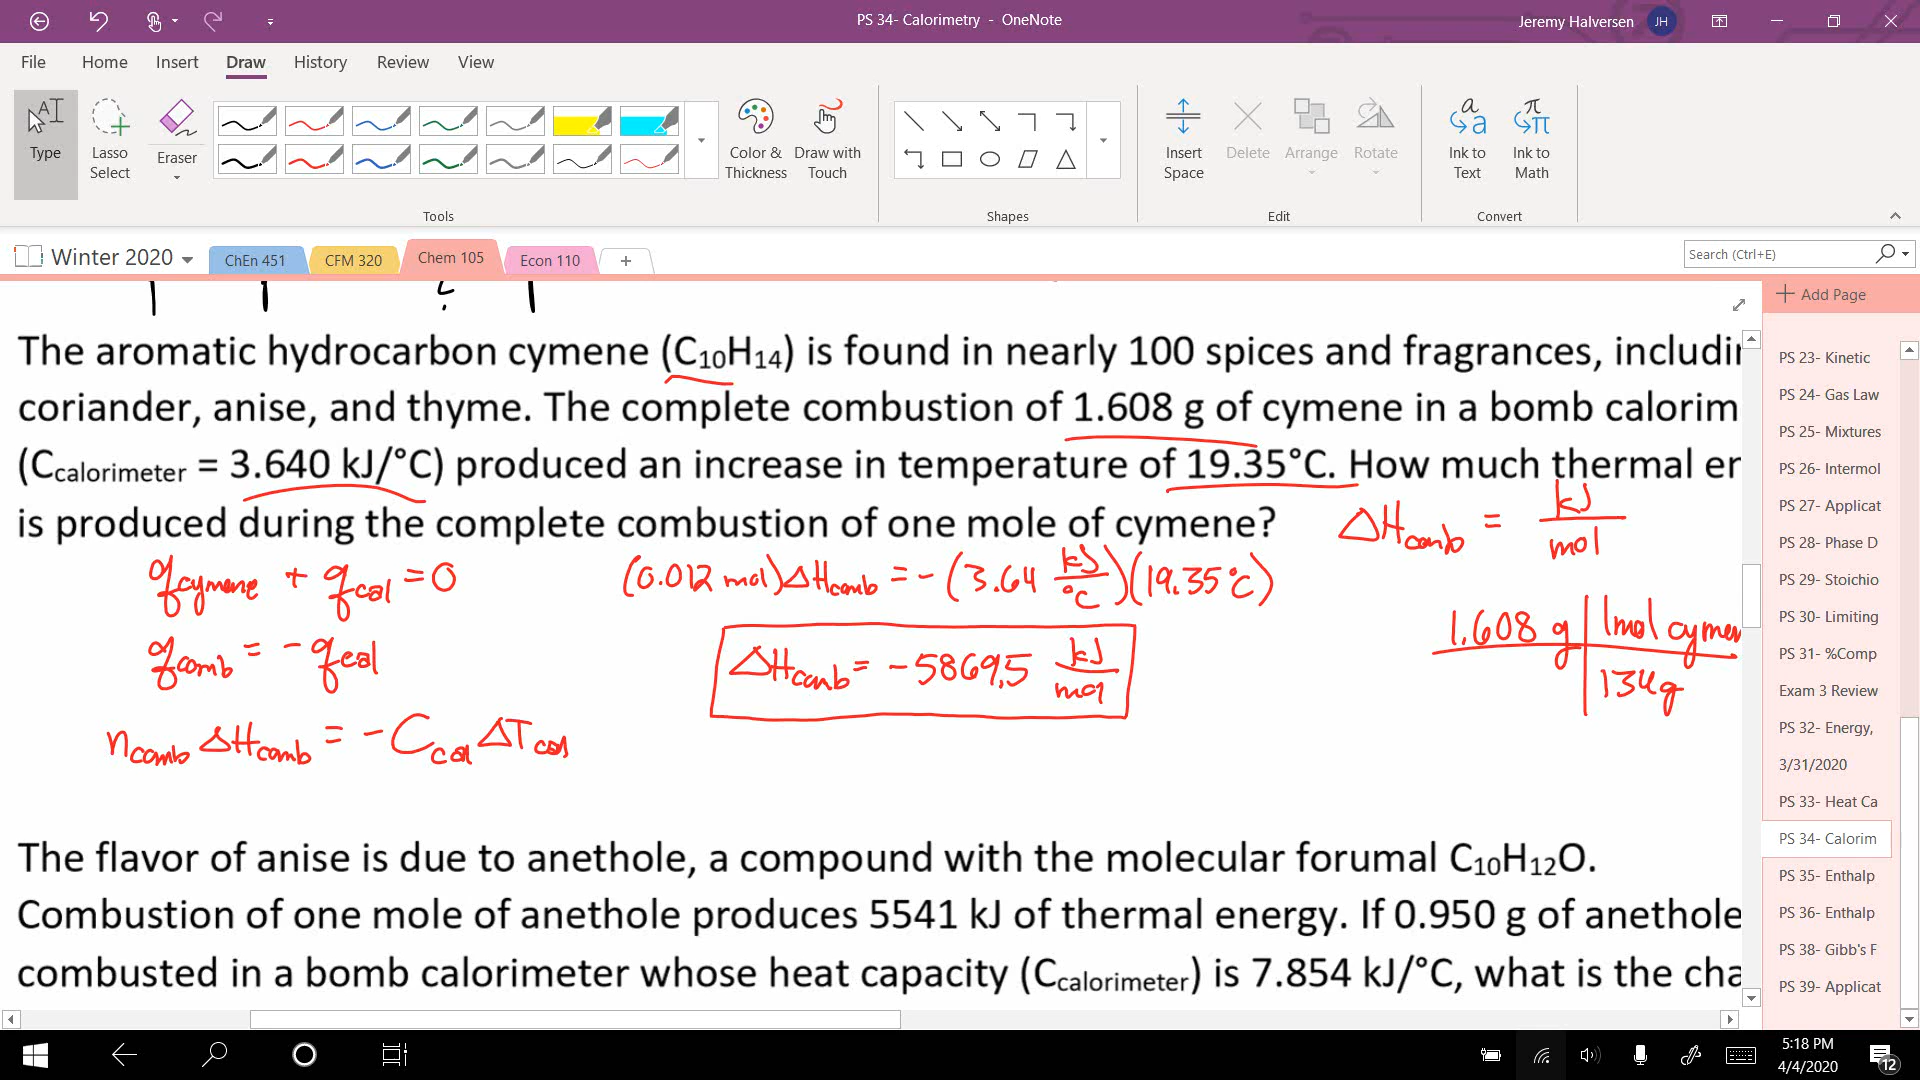 PS 34- Calorimetry - OneNote
Jeremy Halversen JH
File Home Insert Draw History Review View
Type Lasso Select Eraser Color & Thickness Draw with Touch Insert Space Delete Arrange Rotate Ink to Text Ink to Math
Tools Shapes Edit Convert
Winter 2020 ChEn 451 CFM 320 Chem 105 Econ 110 + Search (Ctrl+E)
Add Page
The aromatic hydrocarbon cymene (C₁₀H₁₄) is found in nearly 100 spices and fragrances, includin
coriander, anise, and thyme. The complete combustion of 1.608 g of cymene in a bomb calorim
(Ccalorimeter = 3.640 kJ/°C) produced an increase in temperature of 19.35°C. How much thermal en
is produced during the complete combustion of one mole of cymene?
ΔHcomb = kJ/mol
qcymene + qcal = 0
(0.012 mol)ΔHcomb = -(3.64 kJ/°C)(19.35°C)
1.608 g | 1mol cymen
134g
qcomb = -qcal
ΔHcomb = -5869.5 kJ/mol
ncomb ΔHcomb = -Ccal ΔTcal
The flavor of anise is due to anethole, a compound with the molecular forumal C₁₀H₁₂O.
Combustion of one mole of anethole produces 5541 kJ of thermal energy. If 0.950 g of anethole
combusted in a bomb calorimeter whose heat capacity (Ccalorimeter) is 7.854 kJ/°C, what is the cha
PS 23- Kinetic
PS 24- Gas Law
PS 25- Mixtures
PS 26- Intermol
PS 27- Applicat
PS 28- Phase D
PS 29- Stoichio
PS 30- Limiting
PS 31- %Comp
Exam 3 Review
PS 32- Energy,
3/31/2020
PS 33- Heat Ca
PS 34- Calorim
PS 35- Enthalp
PS 36- Enthalp
PS 38- Gibb's F
PS 39- Applicat
5:18 PM
4/4/2020
12